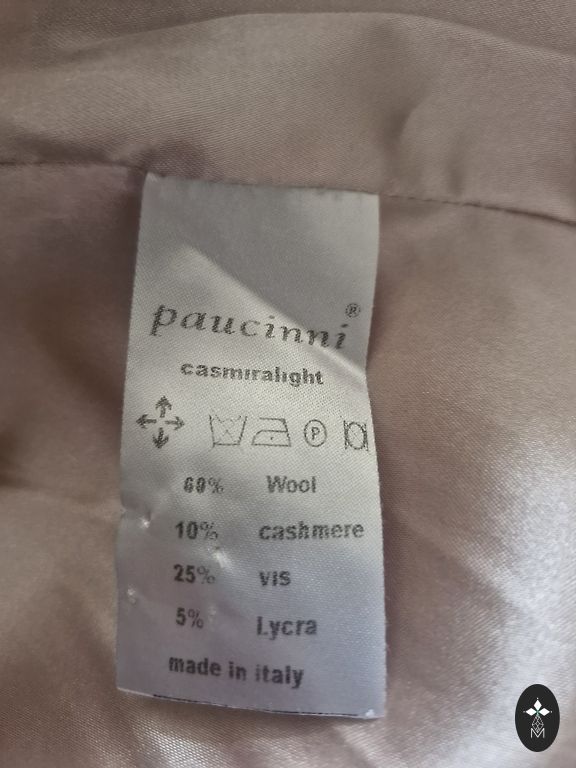 paucinni®
casmiralight
P
60% Wool
10% cashmere
25% vis
5% Lycra
made in italy
M